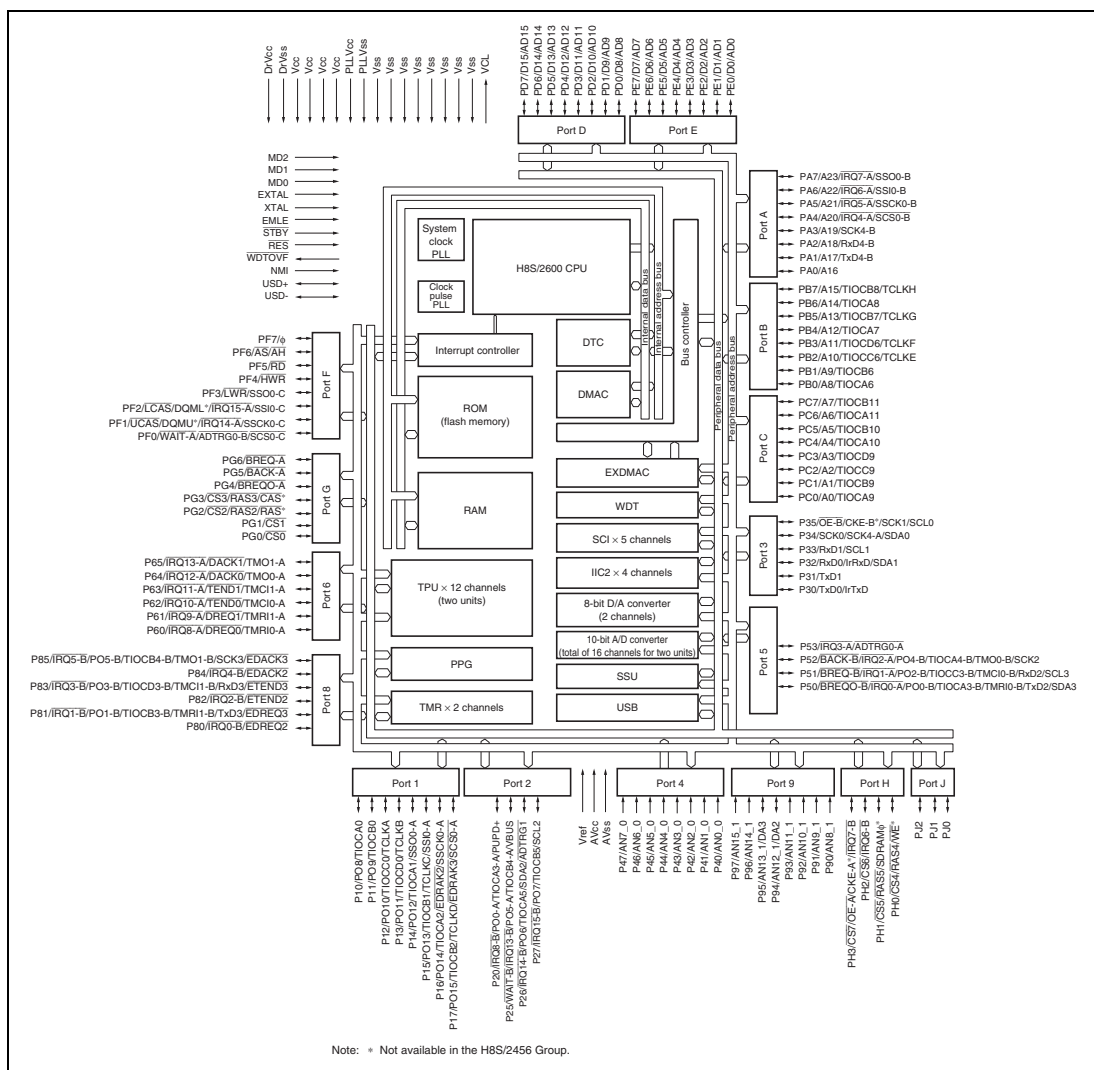 DrVcc
DrVss
Vcc
Vcc
Vcc
Vcc
PLLVcc
PLLVss
Vss
Vss
Vss
Vss
Vss
Vss
Vss
Vss
VCL
PD7/D15/AD15
PD6/D14/AD14
PD5/D13/AD13
PD4/D12/AD12
PD3/D11/AD11
PD2/D10/AD10
PD1/D9/AD9
PD0/D8/AD8
PE7/D7/AD7
PE6/D6/AD6
PE5/D5/AD5
PE4/D4/AD4
PE3/D3/AD3
PE2/D2/AD2
PE1/D1/AD1
PE0/D0/AD0
Port D
Port E
MD2
MD1
MD0
EXTAL
XTAL
EMLE
STBY
RES
WDTOVF
NMI
USD+
USD-
System
clock
PLL
Clock
pulse
PLL
H8S/2600 CPU
Internal data bus
Internal address bus
Bus controller
Peripheral data bus
Peripheral address bus
Interrupt controller
DTC
DMAC
ROM
(flash memory)
RAM
EXDMAC
WDT
SCI × 5 channels
IIC2 × 4 channels
8-bit D/A converter
(2 channels)
10-bit A/D converter
(total of 16 channels for two units)
SSU
USB
TPU × 12 channels
(two units)
PPG
TMR × 2 channels
Port A
PA7/A23/IRQ7-A/SSO0-B
PA6/A22/IRQ6-A/SSI0-B
PA5/A21/IRQ5-A/SSCK0-B
PA4/A20/IRQ4-A/SCS0-B
PA3/A19/SCK4-B
PA2/A18/RxD4-B
PA1/A17/TxD4-B
PA0/A16
Port B
PB7/A15/TIOCB8/TCLKH
PB6/A14/TIOCA8
PB5/A13/TIOCB7/TCLKG
PB4/A12/TIOCA7
PB3/A11/TIOCD6/TCLKF
PB2/A10/TIOCC6/TCLKE
PB1/A9/TIOCB6
PB0/A8/TIOCA6
Port C
PC7/A7/TIOCB11
PC6/A6/TIOCA11
PC5/A5/TIOCB10
PC4/A4/TIOCA10
PC3/A3/TIOCD9
PC2/A2/TIOCC9
PC1/A1/TIOCB9
PC0/A0/TIOCA9
Port 3
P35/OE-B/CKE-B*/SCK1/SCL0
P34/SCK0/SCK4-A/SDA0
P33/RxD1/SCL1
P32/RxD0/IrRxD/SDA1
P31/TxD1
P30/TxD0/IrTxD
Port 5
P53/IRQ3-A/ADTRG0-A
P52/BACK-B/IRQ2-A/PO4-B/TIOCA4-B/TMO0-B/SCK2
P51/BREQ-B/IRQ1-A/PO2-B/TIOCC3-B/TMCI0-B/RxD2/SCL3
P50/BREQO-B/IRQ0-A/PO0-B/TIOCA3-B/TMRI0-B/TxD2/SDA3
PF7/ϕ
PF6/AS/AH
PF5/RD
PF4/HWR
PF3/LWR/SSO0-C
PF2/LCAS/DQML*/IRQ15-A/SSI0-C
PF1/UCAS/DQMU*/IRQ14-A/SSCK0-C
PF0/WAIT-A/ADTRG0-B/SCS0-C
Port F
PG6/BREQ-A
PG5/BACK-A
PG4/BREQO-A
PG3/CS3/RAS3/CAS*
PG2/CS2/RAS2/RAS*
PG1/CS1
PG0/CS0
Port G
P65/IRQ13-A/DACK1/TMO1-A
P64/IRQ12-A/DACK0/TMO0-A
P63/IRQ11-A/TEND1/TMCI1-A
P62/IRQ10-A/TEND0/TMCI0-A
P61/IRQ9-A/DREQ1/TMRI1-A
P60/IRQ8-A/DREQ0/TMRI0-A
Port 6
P85/IRQ5-B/PO5-B/TIOCB4-B/TMO1-B/SCK3/EDACK3
P84/IRQ4-B/EDACK2
P83/IRQ3-B/PO3-B/TIOCD3-B/TMCI1-B/RxD3/ETEND3
P82/IRQ2-B/ETEND2
P81/IRQ1-B/PO1-B/TIOCB3-B/TMRI1-B/TxD3/EDREQ3
P80/IRQ0-B/EDREQ2
Port 8
Port 1
Port 2
Port 4
Port 9
Port H
Port J
P10/PO8/TIOCA0
P11/PO9/TIOCB0
P12/PO10/TIOCC0/TCLKA
P13/PO11/TIOCD0/TCLKB
P14/PO12/TIOCA1/SSO0-A
P15/PO13/TIOCB1/TCLKC/SSI0-A
P16/PO14/TIOCA2/EDRAK2/SSCK0-A
P17/PO15/TIOCB2/TCLKD/EDRAK3/SCS0-A
P20/IRQ8-B/PO0-A/TIOCA3-A/PUPD+
P25/WAIT-B/IRQ13-B/PO5-A/TIOCB4-A/VBUS
P26/IRQ14-B/PO6/TIOCA5/SDA2/ADTRG1
P27/IRQ15-B/PO7/TIOCB5/SCL2
Vref
AVcc
AVss
P47/AN7_0
P46/AN6_0
P45/AN5_0
P44/AN4_0
P43/AN3_0
P42/AN2_0
P41/AN1_0
P40/AN0_0
P97/AN15_1
P96/AN14_1
P95/AN13_1/DA3
P94/AN12_1/DA2
P93/AN11_1
P92/AN10_1
P91/AN9_1
P90/AN8_1
PH3/CS7/OE-A/CKE-A*/IRQ7-B
PH2/CS6/IRQ6-B
PH1/CS5/RAS5/SDRAMϕ*
PH0/CS4/RAS4/WE*
PJ2
PJ1
PJ0
Note: * Not available in the H8S/2456 Group.